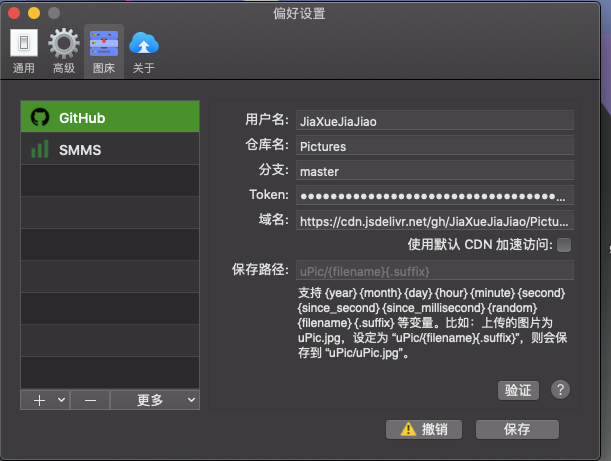 偏好设置
通用
高级
图床
关于
GitHub
SMMS
用户名:
JiaXueJiaJiao
仓库名:
Pictures
分支:
master
Token:
●●●●●●●●●●●●●●●●●●●●●●●●●●●●●●●●●●...
域名:
https://cdn.jsdelivr.net/gh/JiaXueJiaJiao/Pictu...
使用默认 CDN 加速访问:
保存路径:
uPic/{filename}{.suffix}
支持 {year} {month} {day} {hour} {minute} {second}
{since_second} {since_millisecond} {random}
{filename} {.suffix} 等变量。比如：上传的图片为
uPic.jpg，设定为 “uPic/{filename}{.suffix}”，则会保
存到 “uPic/uPic.jpg”。
验证
?
更多
撤销
保存